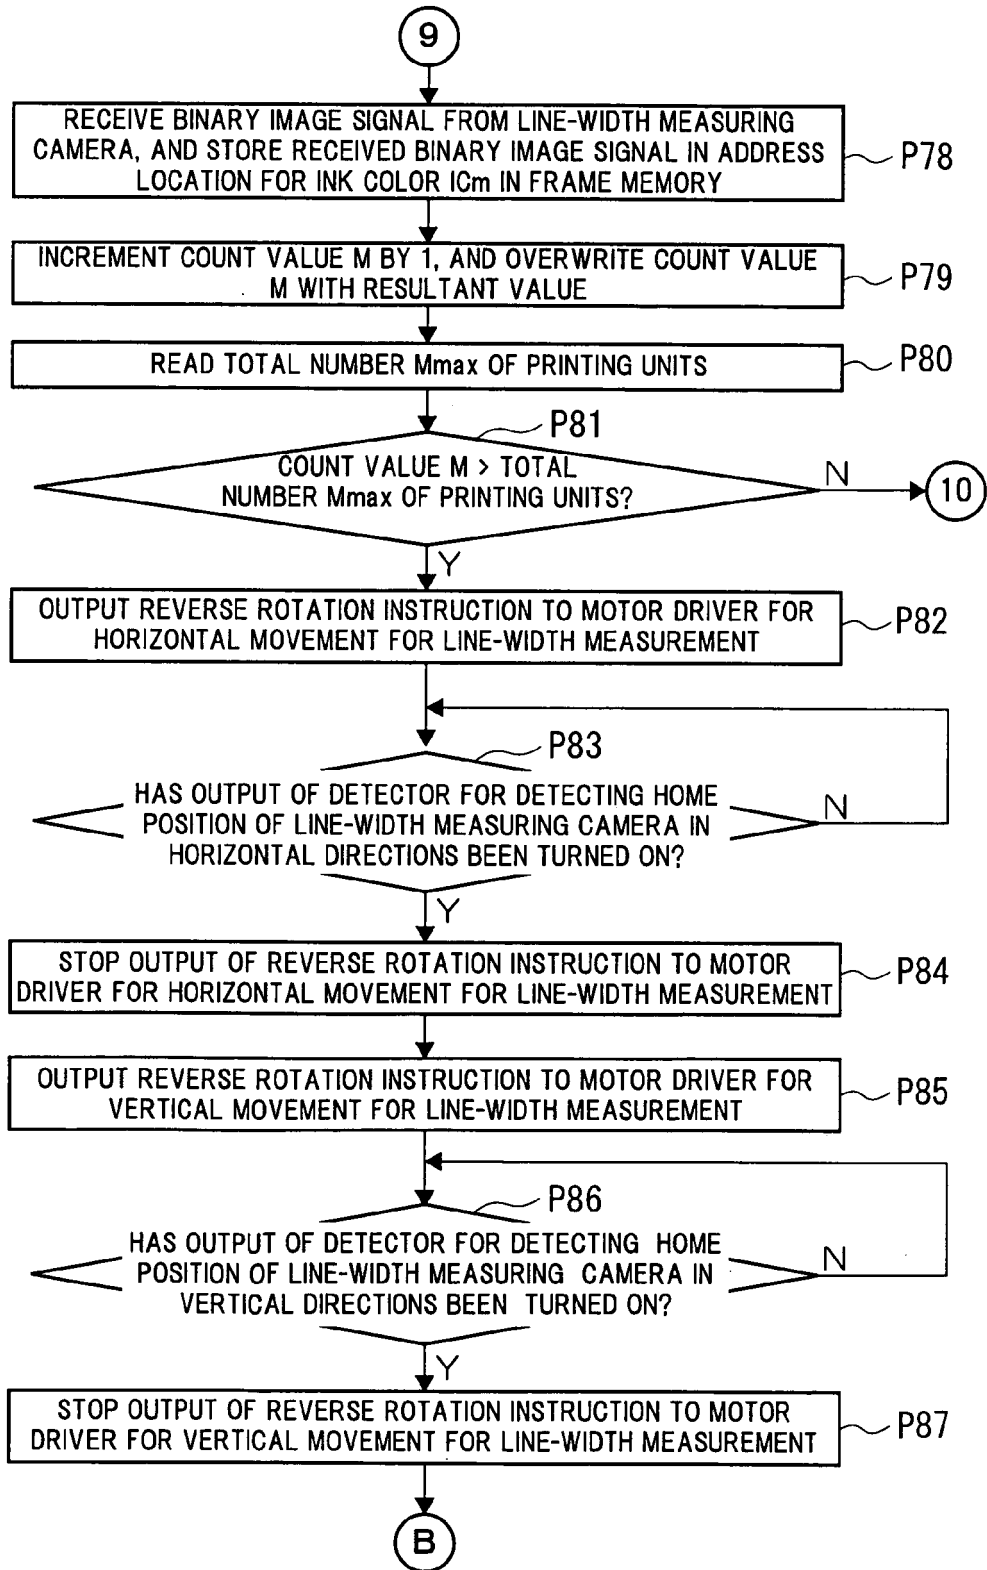 9
RECEIVE BINARY IMAGE SIGNAL FROM LINE-WIDTH MEASURING
CAMERA, AND STORE RECEIVED BINARY IMAGE SIGNAL IN ADDRESS
LOCATION FOR INK COLOR ICm IN FRAME MEMORY
P78
INCREMENT COUNT VALUE M BY 1, AND OVERWRITE COUNT VALUE
M WITH RESULTANT VALUE
P79
READ TOTAL NUMBER Mmax OF PRINTING UNITS
P80
P81
COUNT VALUE M > TOTAL
NUMBER Mmax OF PRINTING UNITS?
N
10
Y
OUTPUT REVERSE ROTATION INSTRUCTION TO MOTOR DRIVER FOR
HORIZONTAL MOVEMENT FOR LINE-WIDTH MEASUREMENT
P82
P83
HAS OUTPUT OF DETECTOR FOR DETECTING HOME
POSITION OF LINE-WIDTH MEASURING CAMERA IN
HORIZONTAL DIRECTIONS BEEN TURNED ON?
N
Y
STOP OUTPUT OF REVERSE ROTATION INSTRUCTION TO MOTOR
DRIVER FOR HORIZONTAL MOVEMENT FOR LINE-WIDTH MEASUREMENT
P84
OUTPUT REVERSE ROTATION INSTRUCTION TO MOTOR DRIVER FOR
VERTICAL MOVEMENT FOR LINE-WIDTH MEASUREMENT
P85
P86
HAS OUTPUT OF DETECTOR FOR DETECTING HOME
POSITION OF LINE-WIDTH MEASURING CAMERA IN
VERTICAL DIRECTIONS BEEN TURNED ON?
N
Y
STOP OUTPUT OF REVERSE ROTATION INSTRUCTION TO MOTOR
DRIVER FOR VERTICAL MOVEMENT FOR LINE-WIDTH MEASUREMENT
P87
B